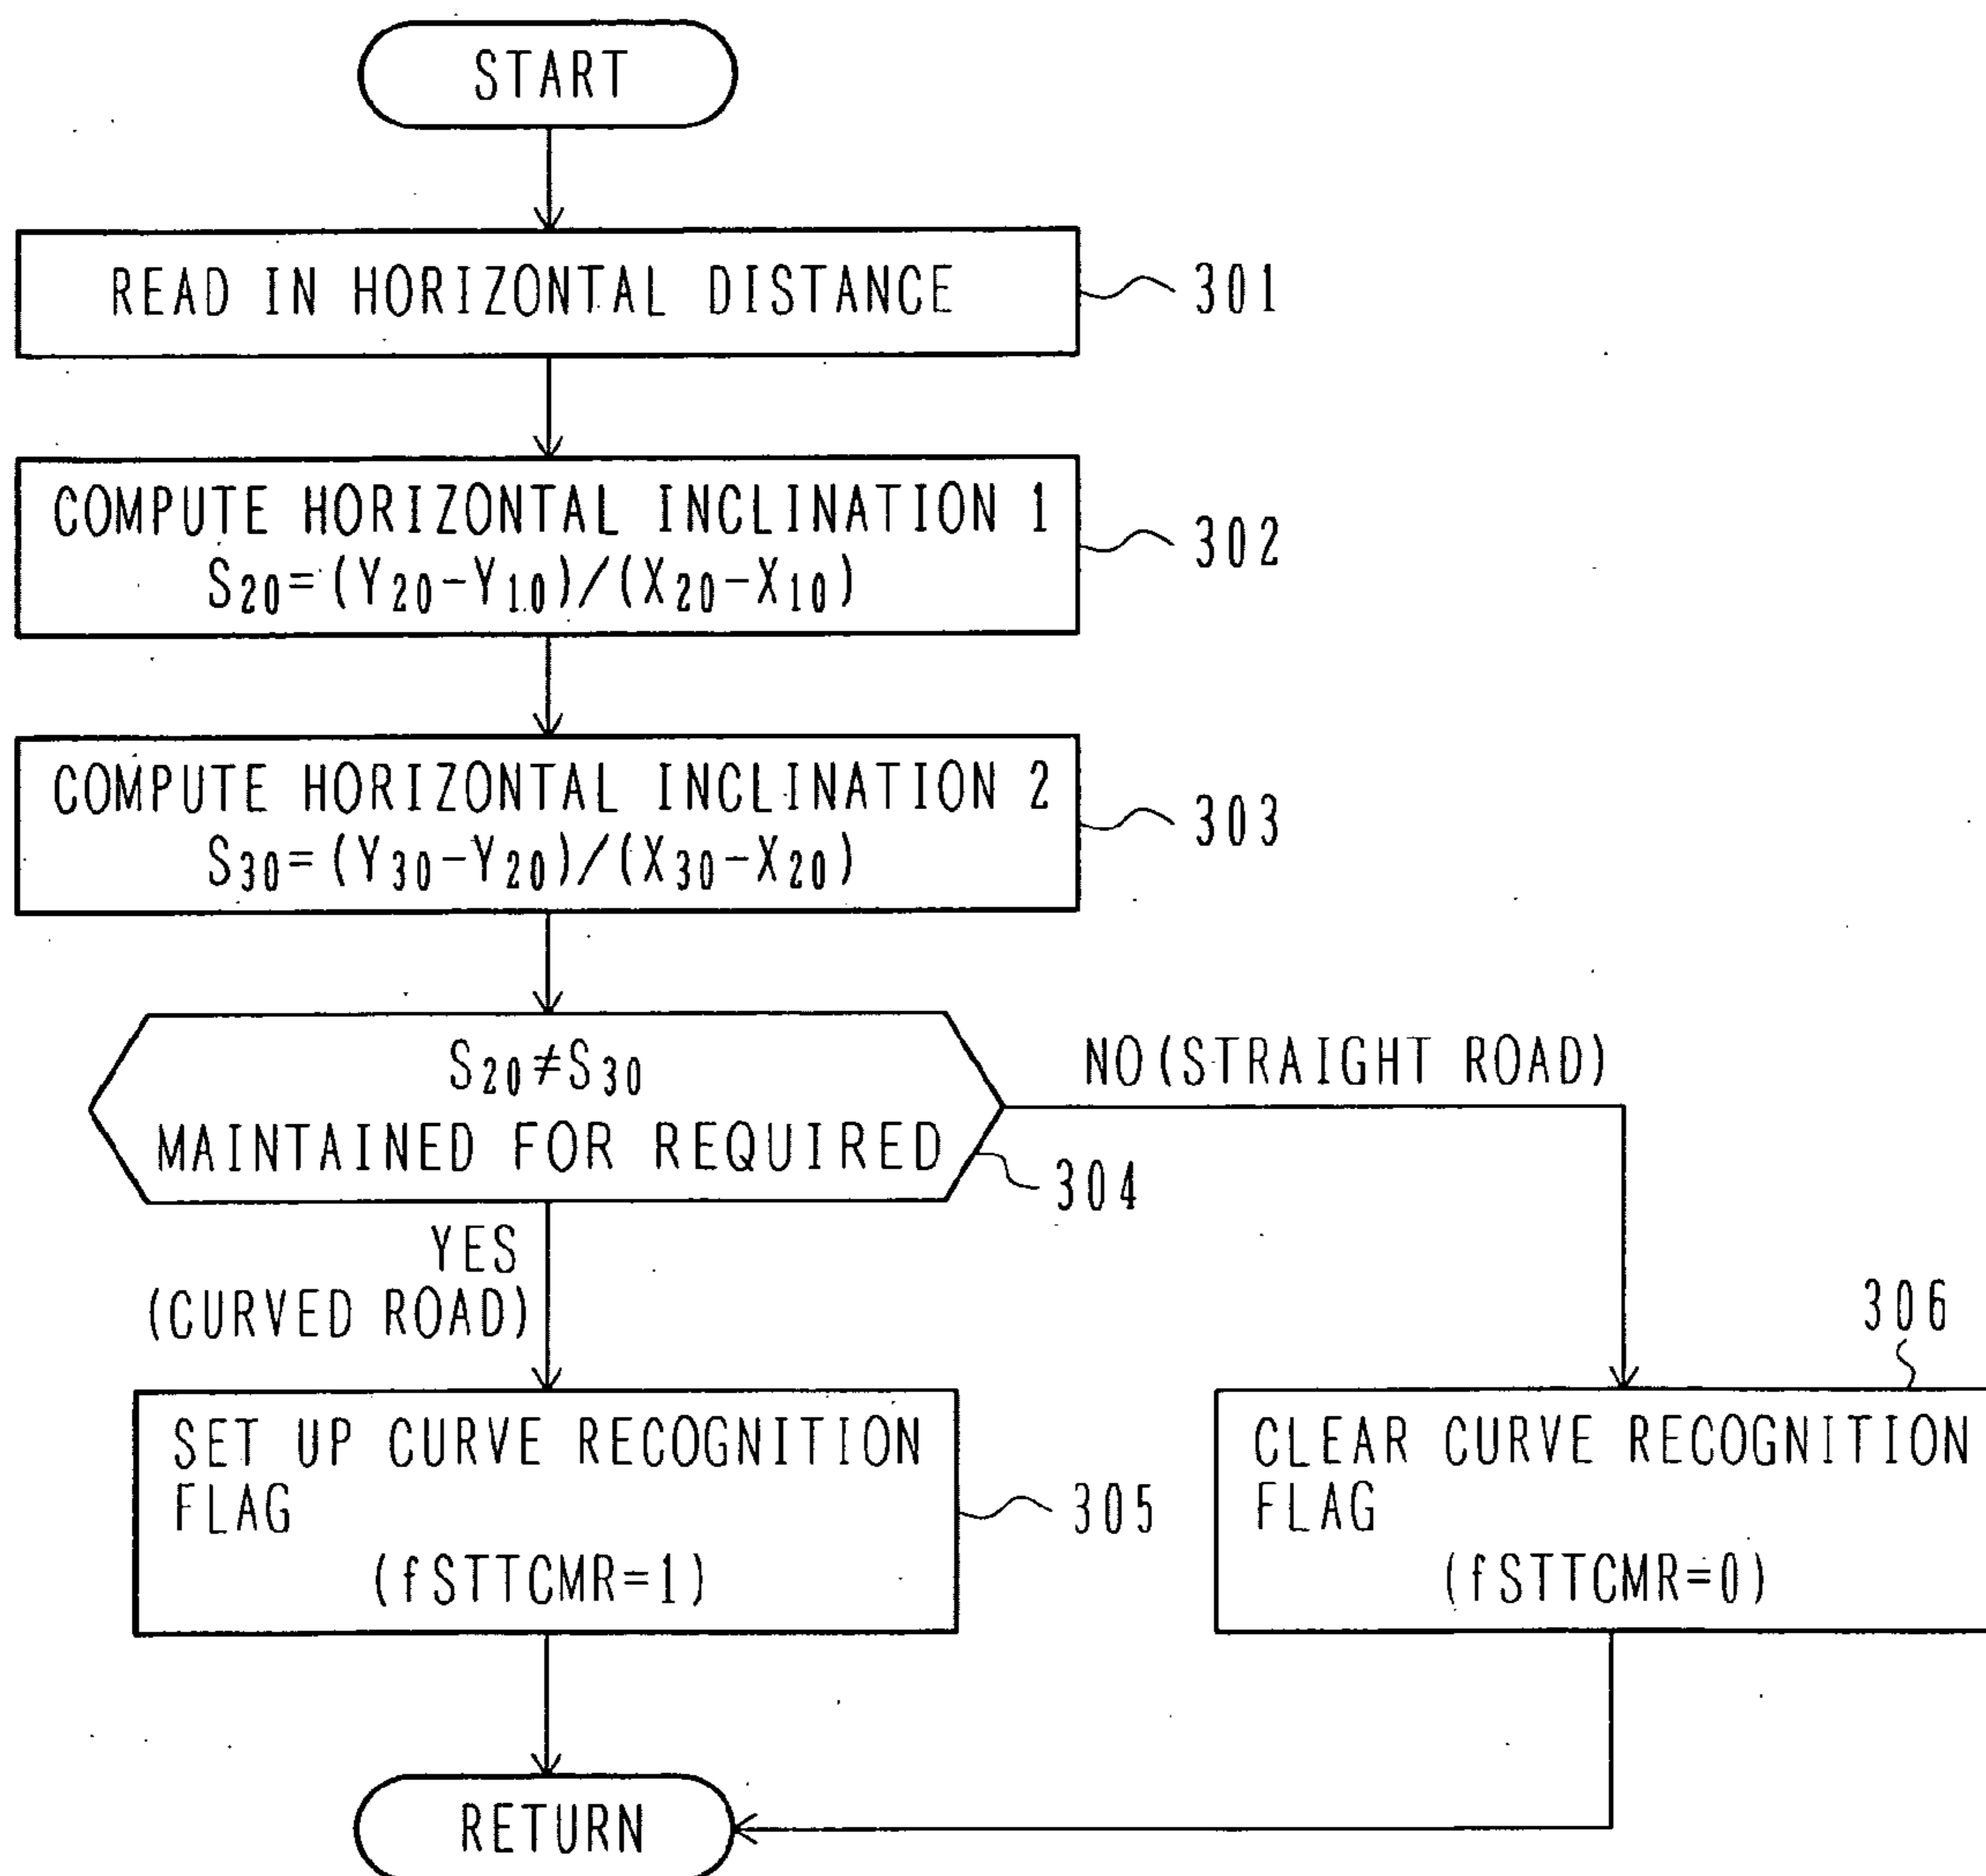 START
READ IN HORIZONTAL DISTANCE
301
COMPUTE HORIZONTAL INCLINATION 1
S20=(Y20-Y10)/(X20-X10)
302
COMPUTE HORIZONTAL INCLINATION 2
S30=(Y30-Y20)/(X30-X20)
303
S20≠S30
MAINTAINED FOR REQUIRED
304
NO(STRAIGHT ROAD)
YES
(CURVED ROAD)
SET UP CURVE RECOGNITION
FLAG
(fSTTCMR=1)
305
306
CLEAR CURVE RECOGNITION
FLAG
(fSTTCMR=0)
RETURN